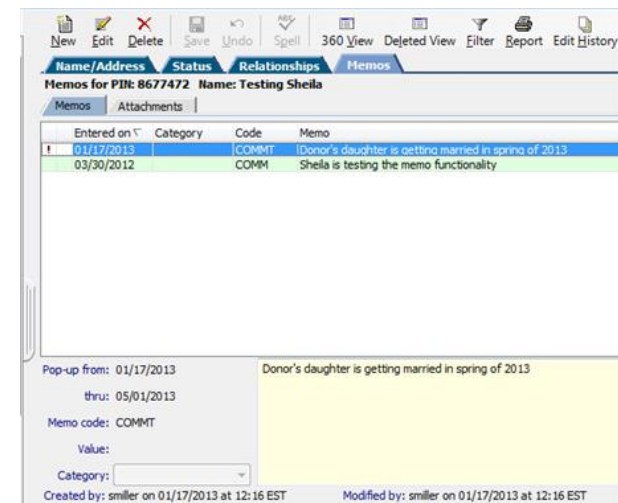 New Edit Delete Save Undo Spell 360 View Deleted View Filter Report Edit History
Name/Address Status Relationships Memos
Memos for PIN: 8677472 Name: Testing Sheila
Memos Attachments
Entered on Category Code Memo
! 01/17/2013 COMMT Donor's daughter is getting married in spring of 2013
03/30/2012 COMM Sheila is testing the memo functionality
Pop-up from: 01/17/2013 Donor's daughter is getting married in spring of 2013
thru: 05/01/2013
Memo code: COMMT
Value:
Category:
Created by: smiller on 01/17/2013 at 12:16 EST Modified by: smiller on 01/17/2013 at 12:16 EST